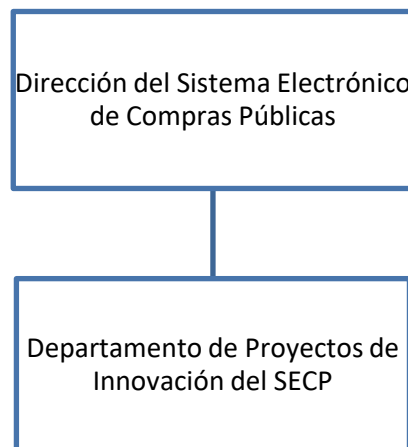 Dirección del Sistema Electrónico
de Compras Públicas
Departamento de Proyectos de
Innovación del SECP